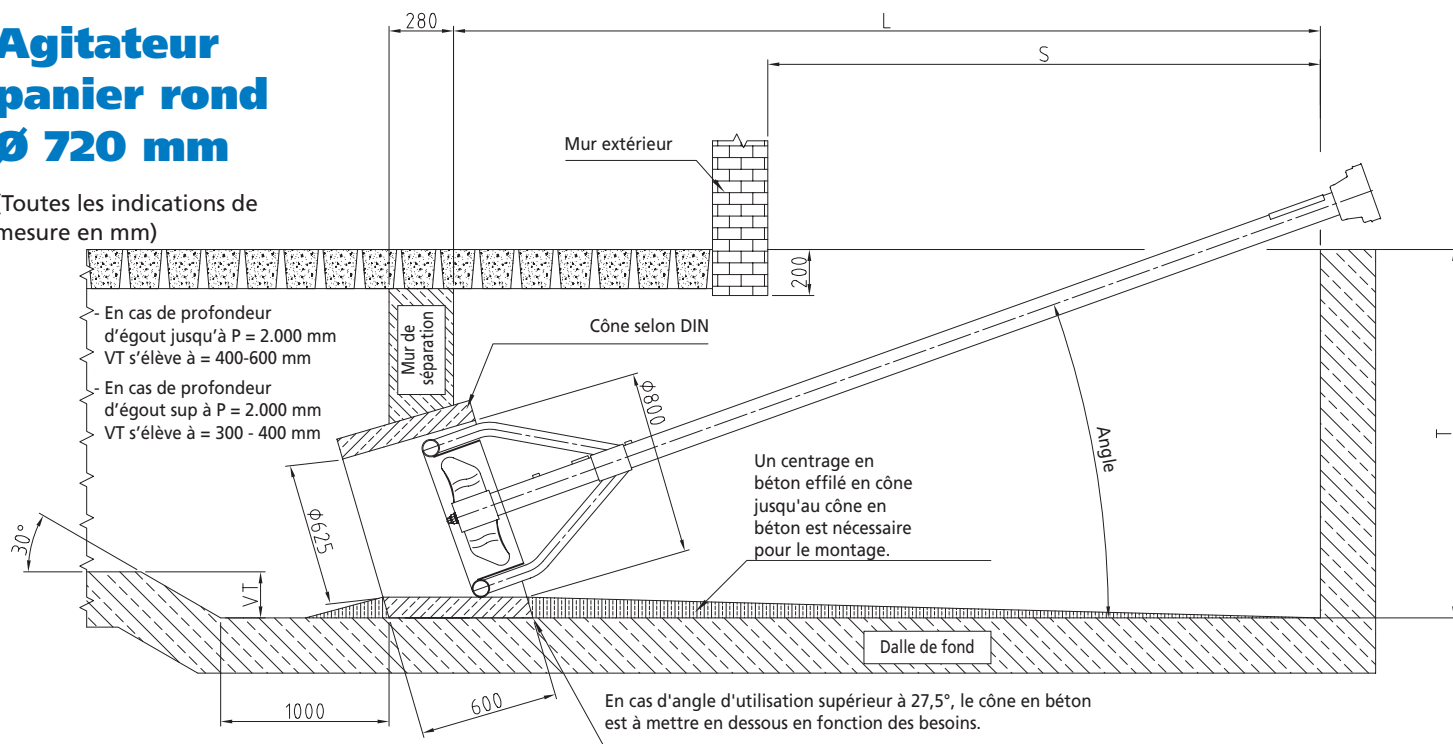 Agitateur
panier rond
Ø 720 mm
(Toutes les indications de
mesure en mm)
280
L
S
Mur extérieur
200
- En cas de profondeur
d'égout jusqu'à P = 2.000 mm
VT s'élève à = 400-600 mm
- En cas de profondeur
d'égout sup à P = 2.000 mm
VT s'élève à = 300 - 400 mm
Mur de
séparation
Cône selon DIN
ϕ800
Angle
T
Un centrage en
béton effilé en cône
jusqu'au cône en
béton est nécessaire
pour le montage.
ϕ625
30°
VT
Dalle de fond
600
1000
En cas d'angle d'utilisation supérieur à 27,5°, le cône en béton
est à mettre en dessous en fonction des besoins.